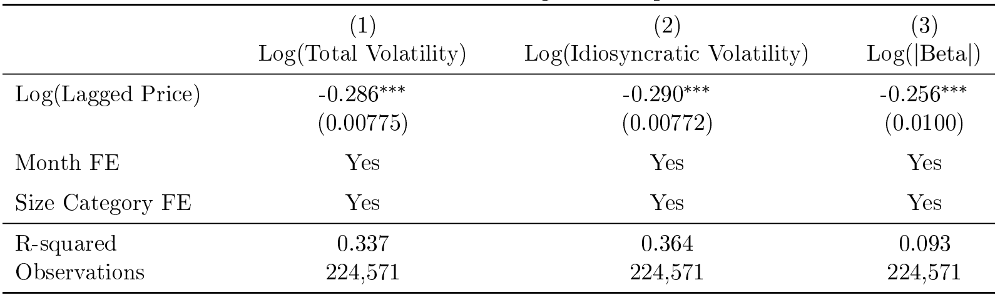 (1) (2) (3)
Log(Total Volatility) Log(Idiosyncratic Volatility) Log(|Beta|)
Log(Lagged Price) -0.286*** -0.290*** -0.256***
(0.00775) (0.00772) (0.0100)
Month FE Yes Yes Yes
Size Category FE Yes Yes Yes
R-squared 0.337 0.364 0.093
Observations 224,571 224,571 224,571